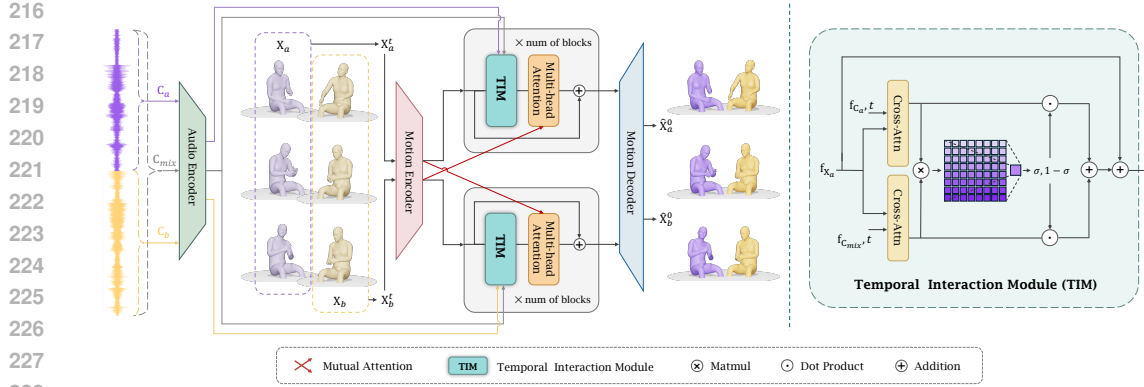 216
217
218
219
220
221
222
223
224
225
226
227
C_a
C_mix
C_b
Audio Encoder
X_a
X_a^t
X_b
X_b^t
Motion Encoder
× num of blocks
TIM
Multi-head
Attention
TIM
Multi-head
Attention
× num of blocks
Motion Decoder
X̂_a^0
X̂_b^0
f_{C_a}, t
Cross-Attn
f_{X_a}
σ, 1 − σ
Cross-Attn
f_{C_mix}, t
Temporal Interaction Module (TIM)
Mutual Attention
TIM
Temporal Interaction Module
Matmul
Dot Product
Addition